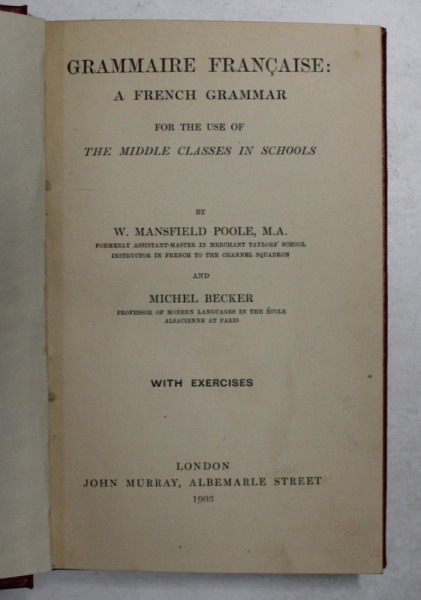 GRAMMAIRE FRANÇAISE:
A FRENCH GRAMMAR
FOR THE USE OF
THE MIDDLE CLASSES IN SCHOOLS
BY
W. MANSFIELD POOLE, M.A.
FORMERLY ASSISTANT-MASTER IN MERCHANT TAYLORS' SCHOOL
INSTRUCTOR IN FRENCH TO THE CHANNEL SQUADRON
AND
MICHEL BECKER
PROFESSOR OF MODERN LANGUAGES IN THE ÉCOLE
ALSACIENNE AT PARIS
WITH EXERCISES
LONDON
JOHN MURRAY, ALBEMARLE STREET
1903